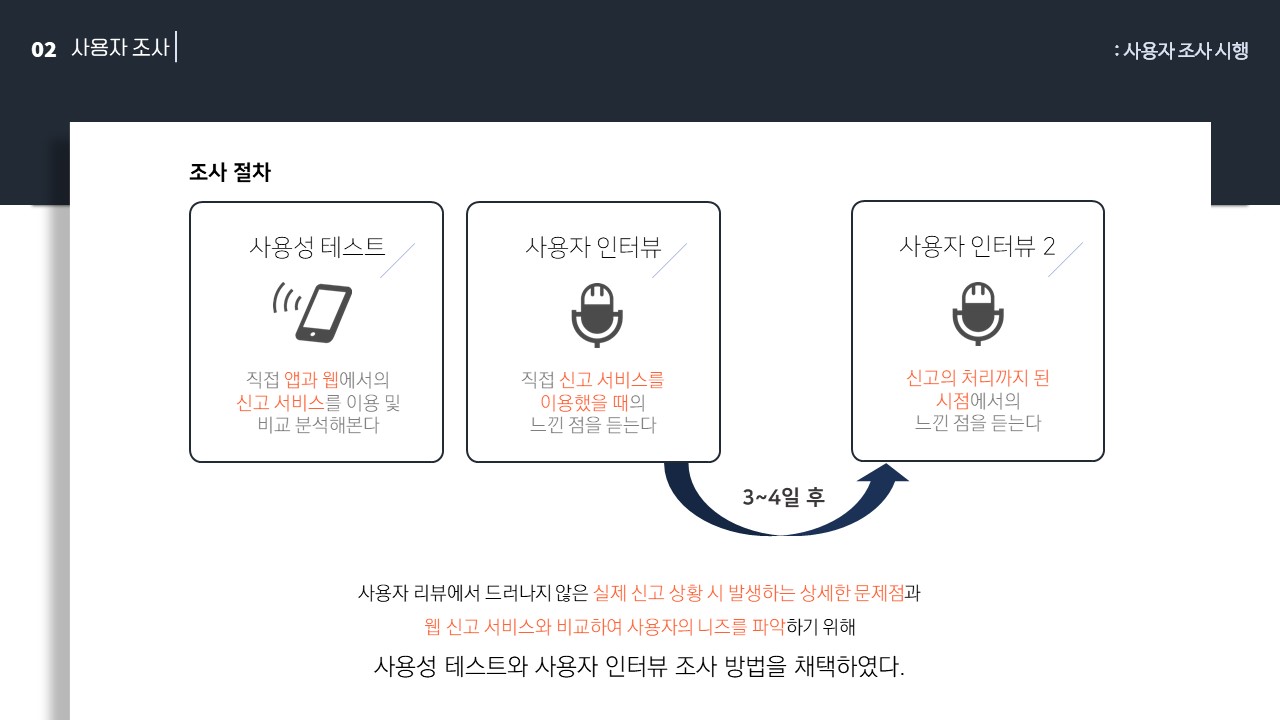 02 사용자 조사
: 사용자 조사 시행
조사 절차
사용성 테스트
직접 앱과 웹에서의
신고 서비스를 이용 및
비교 분석해본다
사용자 인터뷰
직접 신고 서비스를
이용했을 때의
느낀 점을 듣는다
사용자 인터뷰 2
신고의 처리까지 된
시점에서의
느낀 점을 듣는다
3~4일 후
사용자 리뷰에서 드러나지 않은 실제 신고 상황 시 발생하는 상세한 문제점과
웹 신고 서비스와 비교하여 사용자의 니즈를 파악하기 위해
사용성 테스트와 사용자 인터뷰 조사 방법을 채택하였다.